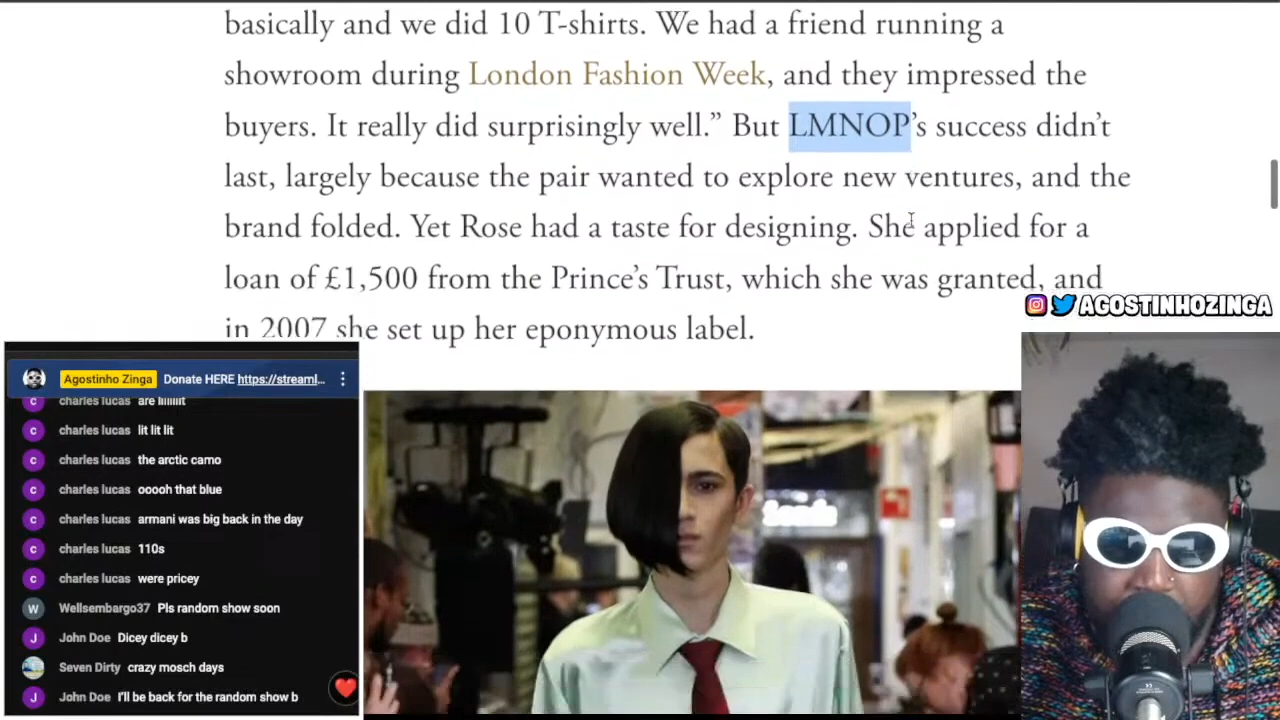 basically and we did 10 T-shirts. We had a friend running a
showroom during London Fashion Week, and they impressed the
buyers. It really did surprisingly well.” But LMNOP’s success didn’t
last, largely because the pair wanted to explore new ventures, and the
brand folded. Yet Rose had a taste for designing. She applied for a
loan of £1,500 from the Prince’s Trust, which she was granted, and
in 2007 she set up her eponymous label.
AGOSTINHOZINGA
Agostinho Zinga Donate HERE https://streaml...
c charles lucas are liiiiiiit
c charles lucas lit lit lit
c charles lucas the arctic camo
c charles lucas ooooh that blue
c charles lucas armani was big back in the day
c charles lucas 110s
c charles lucas were pricey
W Wellsembargo37 Pls random show soon
J John Doe Dicey dicey b
Seven Dirty crazy mosch days
J John Doe I'll be back for the random show b